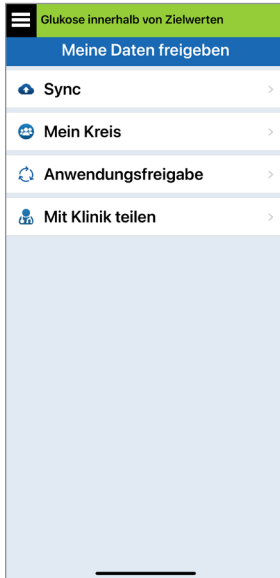 Glukose innerhalb von Zielwerten
Meine Daten freigeben
Sync
Mein Kreis
Anwendungsfreigabe
Mit Klinik teilen